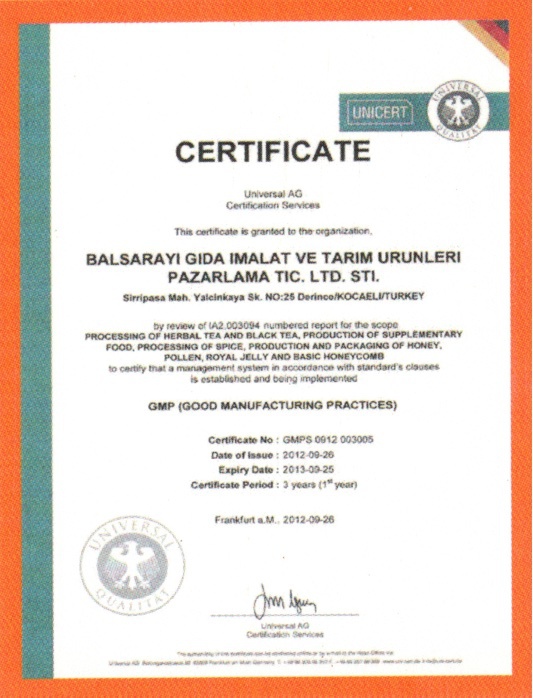 UNICERT
UNIVERSAL
QUALITAT
CERTIFICATE
Universal AG
Certification Services
This certificate is granted to the organization,
BALSARAYI GIDA IMALAT VE TARIM URUNLERI
PAZARLAMA TIC. LTD. STI.
Sirripasa Mah. Yalcinkaya Sk. NO:25 Derince/KOCAELI/TURKEY
by review of IA2.003094 numbered report for the scope
PROCESSING OF HERBAL TEA AND BLACK TEA, PRODUCTION OF SUPPLEMENTARY
FOOD, PROCESSING OF SPICE, PRODUCTION AND PACKAGING OF HONEY,
POLLEN, ROYAL JELLY AND BASIC HONEYCOMB
to certify that a management system in accordance with standard's clauses
is established and being implemented
GMP (GOOD MANUFACTURING PRACTICES)
Certificate No : GMPS 0912 003005
Date of Issue : 2012-09-26
Expiry Date : 2013-09-25
Certificate Period : 3 years (1st year)
Frankfurt a.M., 2012-09-26
UNIVERSAL
QUALITAT
Universal AG
Certification Services